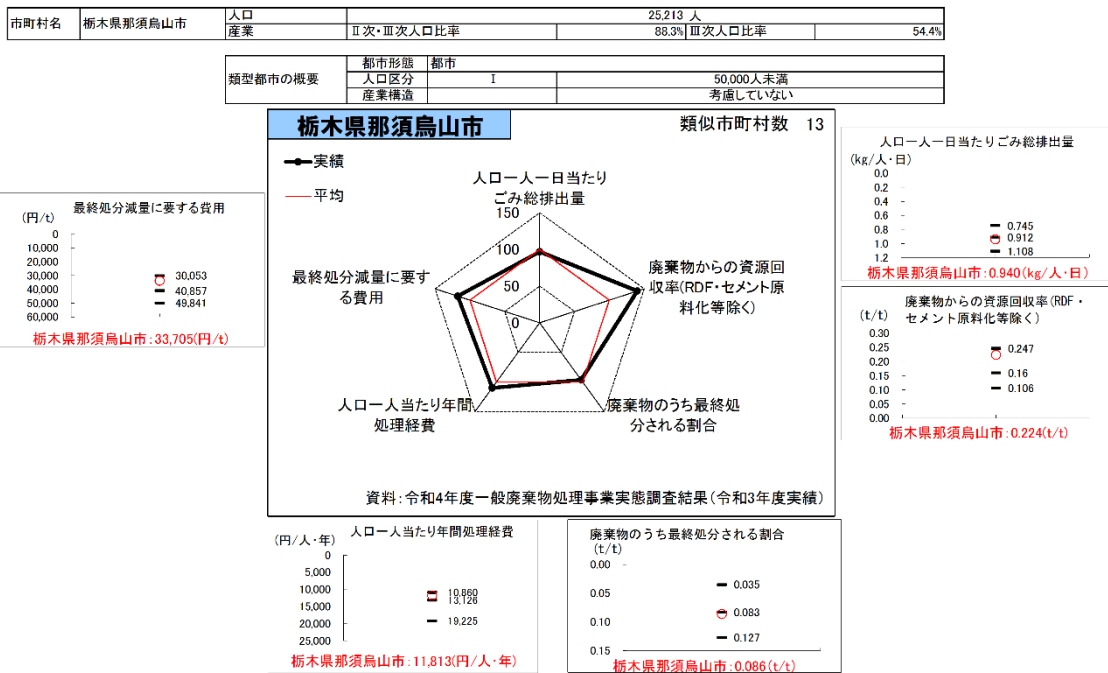 市町村名 栃木県那須烏山市 人口 25,213 人
産業 Ⅱ次・Ⅲ次人口比率 88.3% Ⅲ次人口比率 54.4%
類型都市の概要 都市形態 都市
人口区分 Ⅰ 50,000人未満
産業構造 考慮していない
栃木県那須烏山市
類似市町村数 13
実績
平均
人口一人一日当たり
ごみ総排出量
150
100
50
0
廃棄物からの資源回
収率(RDF・セメント原
料化等除く)
廃棄物のうち最終処
分される割合
人口一人当たり年間
処理経費
最終処分減量に要す
る費用
資料:令和4年度一般廃棄物処理事業実態調査結果(令和3年度実績)
最終処分減量に要する費用
(円/t)
0
10,000
20,000
30,000
40,000
50,000
60,000
30,053
40,857
49,841
栃木県那須烏山市:33,705(円/t)
人口一人一日当たりごみ総排出量
(kg/人・日)
0.0
0.2
0.4
0.6
0.8
1.0
1.2
0.745
0.912
1.108
栃木県那須烏山市:0.940(kg/人・日)
廃棄物からの資源回収率(RDF・
セメント原料化等除く)
(t/t)
0.30
0.25
0.20
0.15
0.10
0.05
0.00
0.247
0.16
0.106
栃木県那須烏山市:0.224(t/t)
人口一人当たり年間処理経費
(円/人・年)
0
5,000
10,000
15,000
20,000
25,000
10,860
13,126
19,225
栃木県那須烏山市:11,813(円/人・年)
廃棄物のうち最終処分される割合
(t/t)
0.00
0.05
0.10
0.15
0.035
0.083
0.127
栃木県那須烏山市:0.086(t/t)